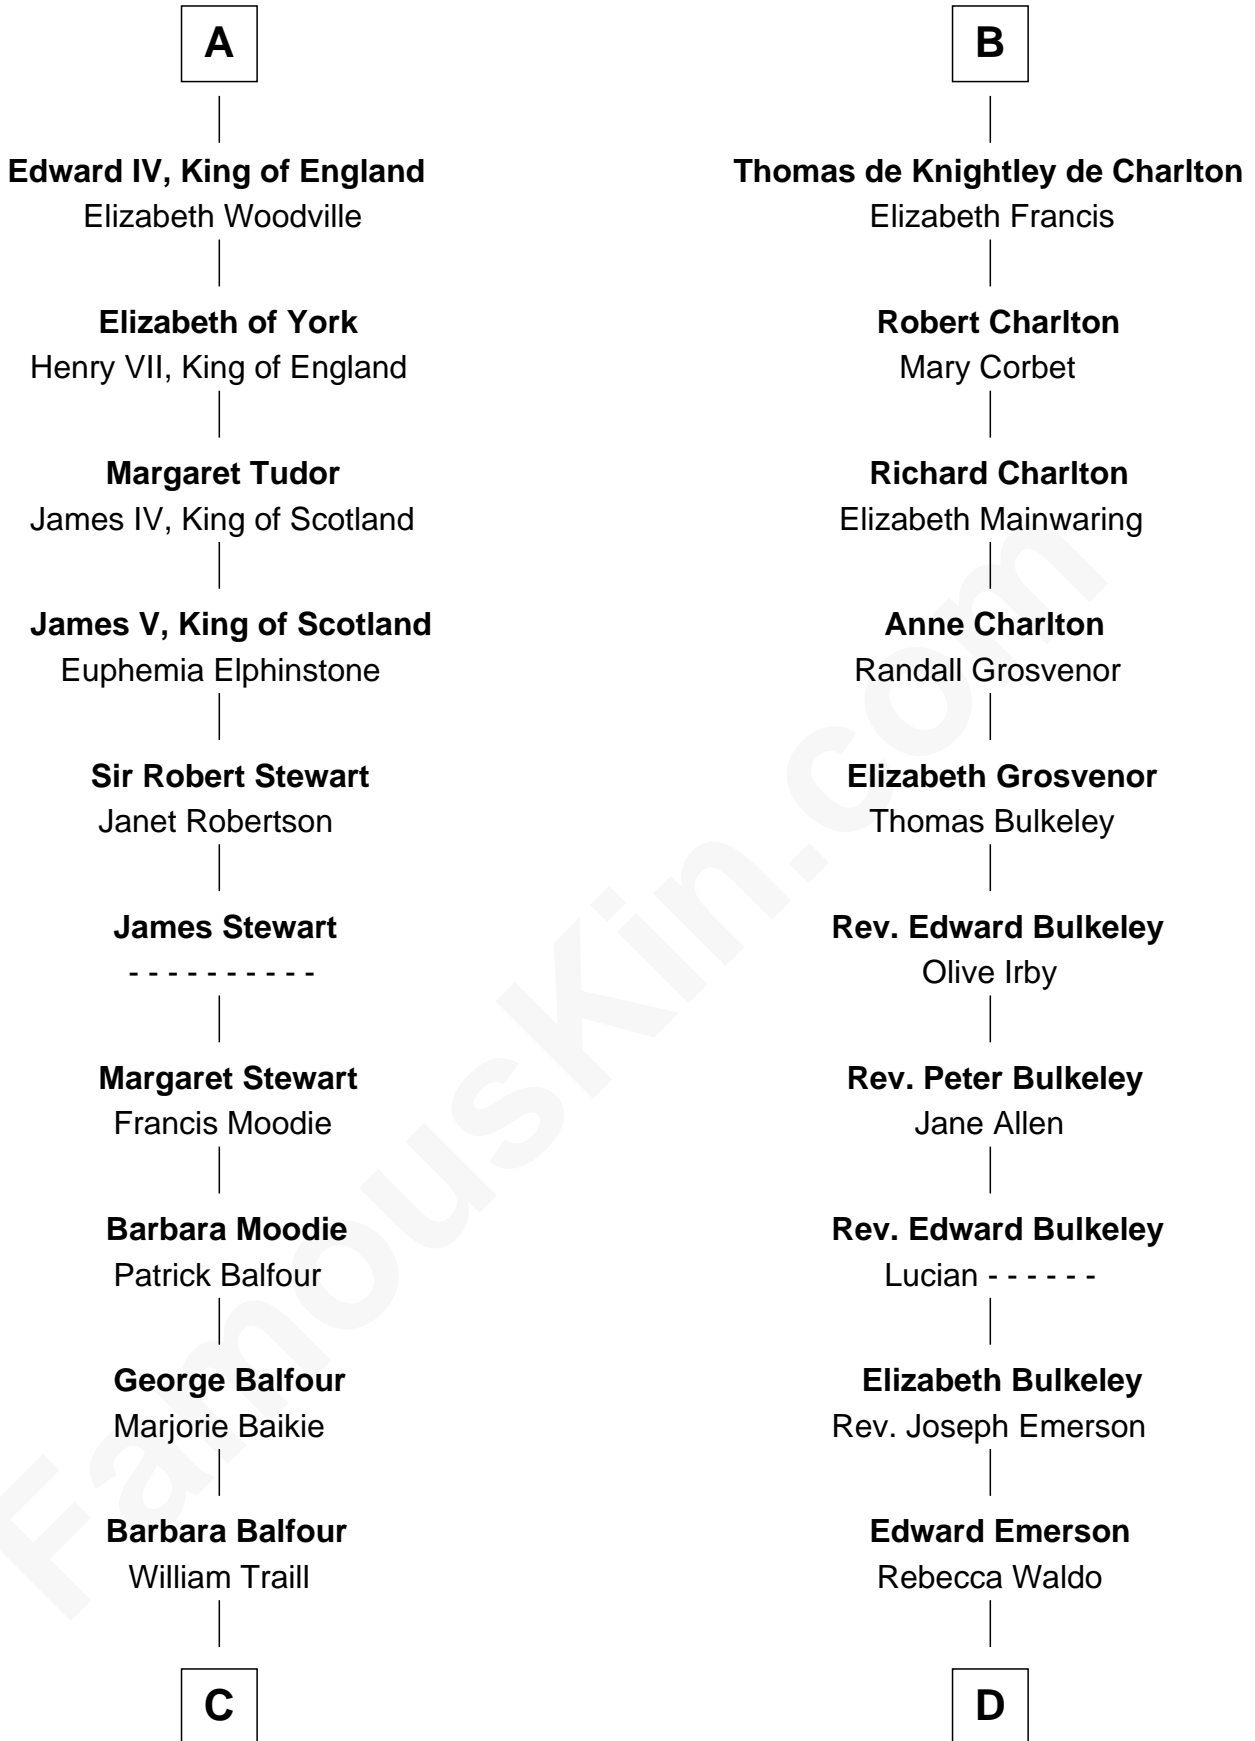 A
Edward IV, King of England
Elizabeth Woodville
Elizabeth of York
Henry VII, King of England
Margaret Tudor
James IV, King of Scotland
James V, King of Scotland
Euphemia Elphinstone
Sir Robert Stewart
Janet Robertson
James Stewart
- - - - - - - - - -
Margaret Stewart
Francis Moodie
Barbara Moodie
Patrick Balfour
George Balfour
Marjorie Baikie
Barbara Balfour
William Traill
C
B
Thomas de Knightley de Charlton
Elizabeth Francis
Robert Charlton
Mary Corbet
Richard Charlton
Elizabeth Mainwaring
Anne Charlton
Randall Grosvenor
Elizabeth Grosvenor
Thomas Bulkeley
Rev. Edward Bulkeley
Olive Irby
Rev. Peter Bulkeley
Jane Allen
Rev. Edward Bulkeley
Lucian - - - - - -
Elizabeth Bulkeley
Rev. Joseph Emerson
Edward Emerson
Rebecca Waldo
D
FamousKin.com